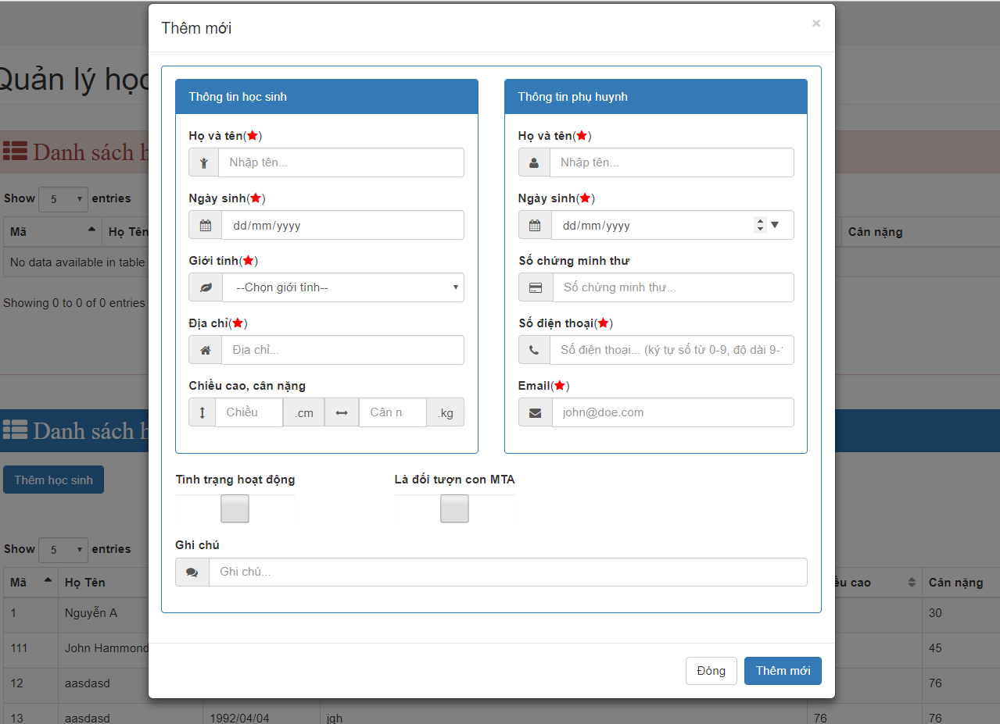 Thêm mới
×
Quản lý học
Danh sách h
Show 5 entries
Mã Họ Tên Cân nặng
No data available in table
Showing 0 to 0 of 0 entries
Danh sách h
Thêm học sinh
Show 5 entries
Mã Họ Tên ều cao Cân nặng
1 Nguyễn A 30
111 John Hammond 45
12 aasdasd 76
13 aasdasd 1992/04/04 jgh 76 76
Thông tin học sinh
Họ và tên(★)
Nhập tên...
Ngày sinh(★)
dd/mm/yyyy
Giới tính(★)
--Chọn giới tính--
Địa chỉ(★)
Địa chỉ...
Chiều cao, cân nặng
Chiều .cm Cân n .kg
Thông tin phụ huynh
Họ và tên(★)
Nhập tên...
Ngày sinh(★)
dd/mm/yyyy
Số chứng minh thư
Số chứng minh thư...
Số điện thoại(★)
Số điện thoại... (ký tự số từ 0-9, độ dài 9-
Email(★)
john@doe.com
Tình trạng hoạt động
Là đối tượn con MTA
Ghi chú
Ghi chú...
Đóng Thêm mới